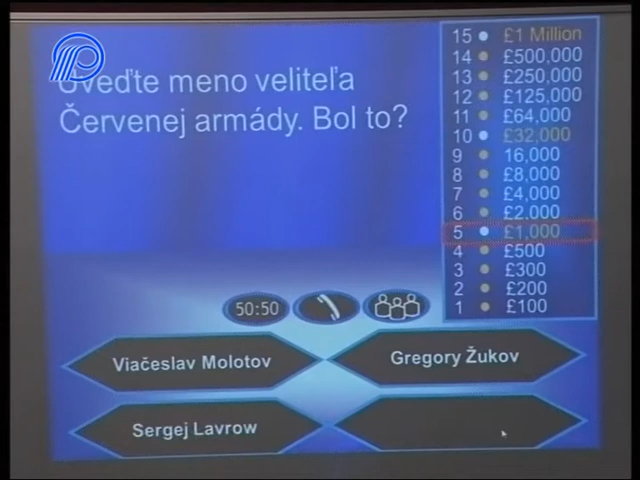 Uveďte meno veliteľa
Červenej armády. Bol to?
15 £1 Million
14 £500,000
13 £250,000
12 £125,000
11 £64,000
10 £32,000
9 16,000
8 £8,000
7 £4,000
6 £2.000
5 £1,000
4 £500
3 £300
2 £200
1 £100
50:50
Viačeslav Molotov
Gregory Žukov
Sergej Lavrow